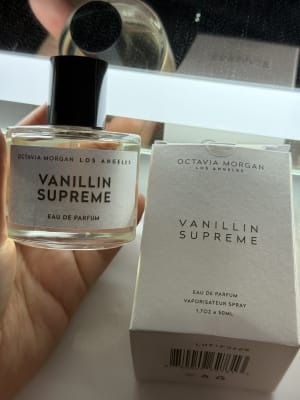 OCTAVIA MORGAN LOS ANGELES
VANILLIN
SUPREME
EAU DE PARFUM
OCTAVIA MORGAN
LOS ANGELES
VANILLIN
SUPREME
EAU DE PARFUM
VAPORISATEUR SPRAY
1,7OZ e 50ML